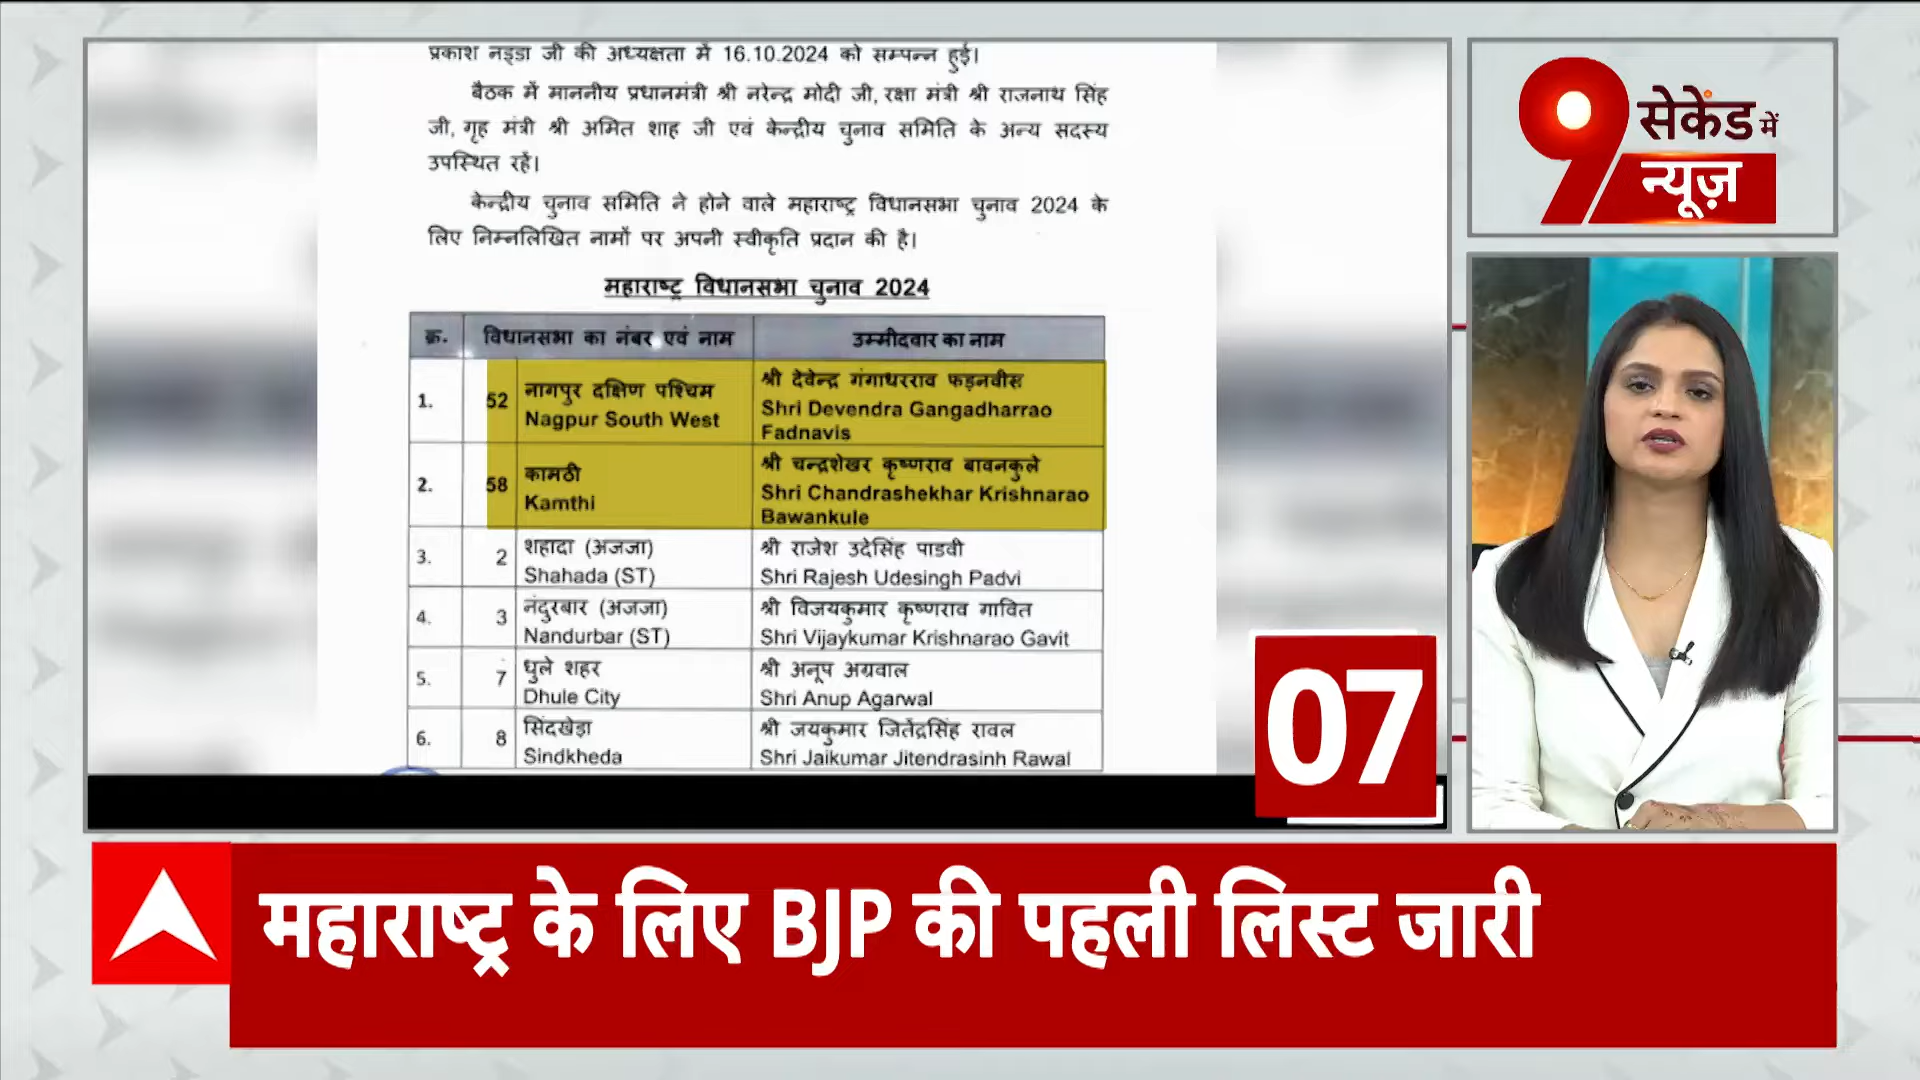 प्रकाश नड्डा जी की अध्यक्षता में 16.10.2024 को सम्पन्न हुई।
बैठक में माननीय प्रधानमंत्री श्री नरेन्द्र मोदी जी, रक्षा मंत्री श्री राजनाथ सिंह
जी, गृह मंत्री श्री अमित शाह जी एवं केन्द्रीय चुनाव समिति के अन्य सदस्य
उपस्थित रहें।
केन्द्रीय चुनाव समिति ने होने वाले महाराष्ट्र विधानसभा चुनाव 2024 के
लिए निम्नलिखित नामों पर अपनी स्वीकृति प्रदान की है।
महाराष्ट्र विधानसभा चुनाव 2024
क्र. विधानसभा का नंबर एवं नाम उम्मीदवार का नाम
1. 52 नागपुर दक्षिण पश्चिम श्री देवेन्द्र गंगाधरराव फड़नवीस
Nagpur South West Shri Devendra Gangadharrao
Fadnavis
2. 58 कामठी श्री चन्द्रशेखर कृष्णराव बावनकुले
Kamthi Shri Chandrashekhar Krishnarao
Bawankule
3. 2 शहादा (अजजा) श्री राजेश उदेसिंह पाडवी
Shahada (ST) Shri Rajesh Udesingh Padvi
4. 3 नंदुरबार (अजजा) श्री विजयकुमार कृष्णराव गावित
Nandurbar (ST) Shri Vijaykumar Krishnarao Gavit
5. 7 धुले शहर श्री अनूप अग्रवाल
Dhule City Shri Anup Agarwal
6. 8 सिंदखेड़ा श्री जयकुमार जितेंद्रसिंह रावल
Sindkheda Shri Jaikumar Jitendrasinh Rawal
9 सेकेंड में
न्यूज़
07
महाराष्ट्र के लिए BJP की पहली लिस्ट जारी